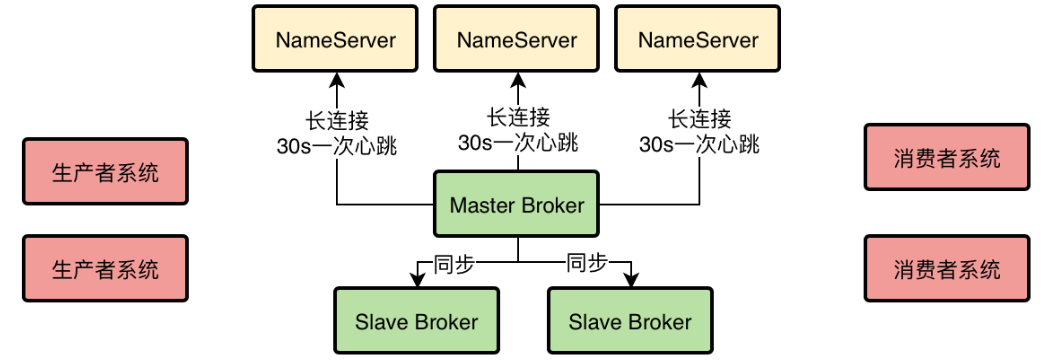 NameServer
NameServer
NameServer
长连接
30s一次心跳
长连接
30s一次心跳
长连接
30s一次心跳
生产者系统
消费者系统
Master Broker
生产者系统
消费者系统
同步
同步
Slave Broker
Slave Broker